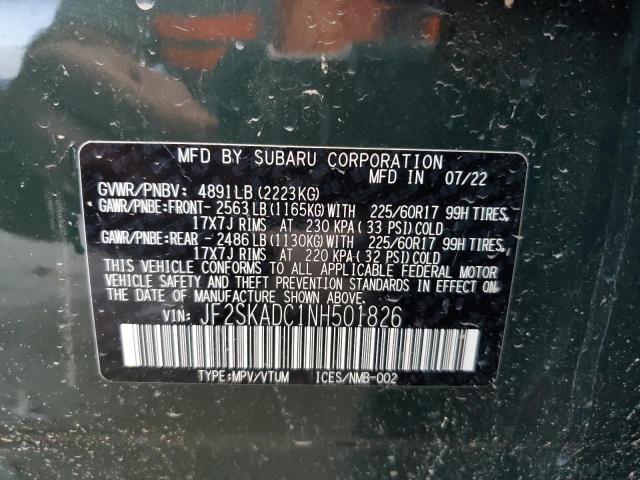 MFD BY SUBARU CORPORATION
MFD IN 07/22
GVWR/PNBV: 4891LB(2223KG)
GAWR/PNBE:FRONT-2563LB(1165KG)WITH 225/60R17 99H TIRES,
17X7J RIMS AT 230 KPA( 33 PSI)COLD
GAWR/PNBE:REAR -2486LB(1130KG)WITH 225/60R17 99H TIRES,
17X7J RIMS AT 220 KPA( 32 PSI)COLD
THIS VEHICLE CONFORMS TO ALL APPLICABLE FEDERAL MOTOR
VEHICLE SAFETY AND THEFT PREVENTION STANDARDS IN EFFECT
ON THE DATE OF MANUFACTURE SHOWN ABOVE.
VIN: JF2SKADC1NH501826
TYPE:MPV/VTUM ICES/NMB-002